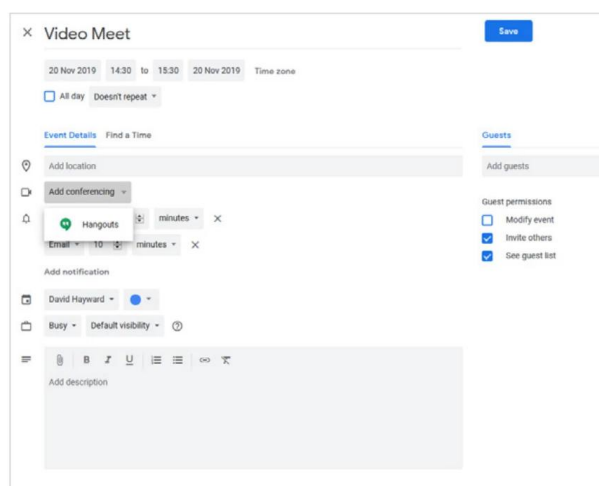 Video Meet
Save
20 Nov 2019 14:30 to 15:30 20 Nov 2019 Time zone
All day Doesn't repeat
Event Details Find a Time
Guests
Add location
Add guests
Add conferencing
Guest permissions
Hangouts
minutes
Modify event
Email 10 minutes
Invite others
See guest list
Add notification
David Hayward
Busy Default visibility
B I U
Add description